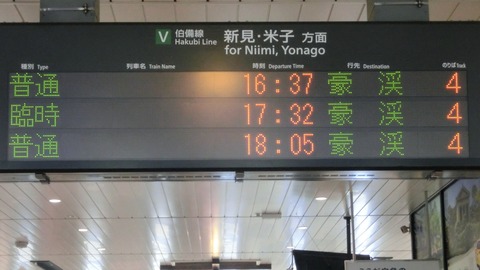 V 伯備線 新見・米子 方面
Hakubi Line for Niimi, Yonago
種別 Type 列車名 Train Name 時刻 Departure Time 行先 Destination のりば Track
普通 16:37 豪渓 4
臨時 17:32 豪渓 4
普通 18:05 豪渓 4